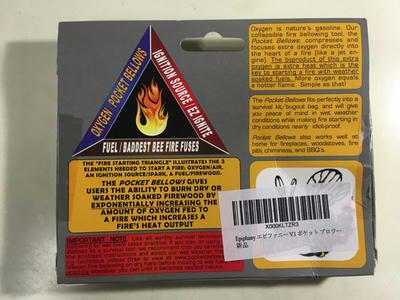 OXYGEN / POCKET BELLOWS
IGNITION SOURCE / EZ IGNITE
FUEL / BADDEST BEE FIRE FUSES
THE "FIRE STARTING TRIANGLE" ILLUSTRATES THE 3
ELEMENTS NEEDED TO START A FIRE: OXYGEN/AIR,
AN IGNITION SOURCE/SPARK, & A FUEL/FIREWOOD.
THE POCKET BELLOWS GIVES
USERS THE ABILITY TO BURN DRY OR
WEATHER SOAKED FIREWOOD BY
EXPONENTIALLY INCREASING THE
AMOUNT OF OXYGEN FED TO
A FIRE WHICH INCREASES A
FIRE'S HEAT OUTPUT
IMPORTANT NOTE:
Oxygen is nature's gasoline. Our
collapsible fire bellowing tool, the
Pocket Bellows, compresses and
focuses extra oxygen directly into
the heart of a fire (like a jet en-
gine). The byproduct of this extra
oxygen is extra heat which is the
key to starting a fire with weather
soaked fuels. More oxygen equals
a hotter flame. Simple as that!
The Pocket Bellows fits perfectly into a
survival kit/bugout bag, and will give
you peace of mind in wet weather
conditions while making fire starting in
dry conditions nearly idiot-proof.
Pocket Bellows also works well at
home for fireplaces, woodstoves, fire
pits, chimineas, and BBQ's.
X000KLTZR3
Epiphany エピファニー V3 ポケット ブロワー
新品